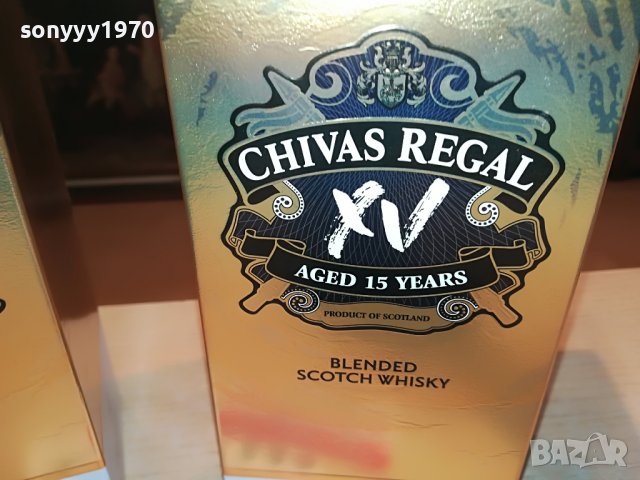 sonyyy1970
CHIVAS REGAL
XV
AGED 15 YEARS
PRODUCT OF SCOTLAND
BLENDED
SCOTCH WHISKY
BAZAR